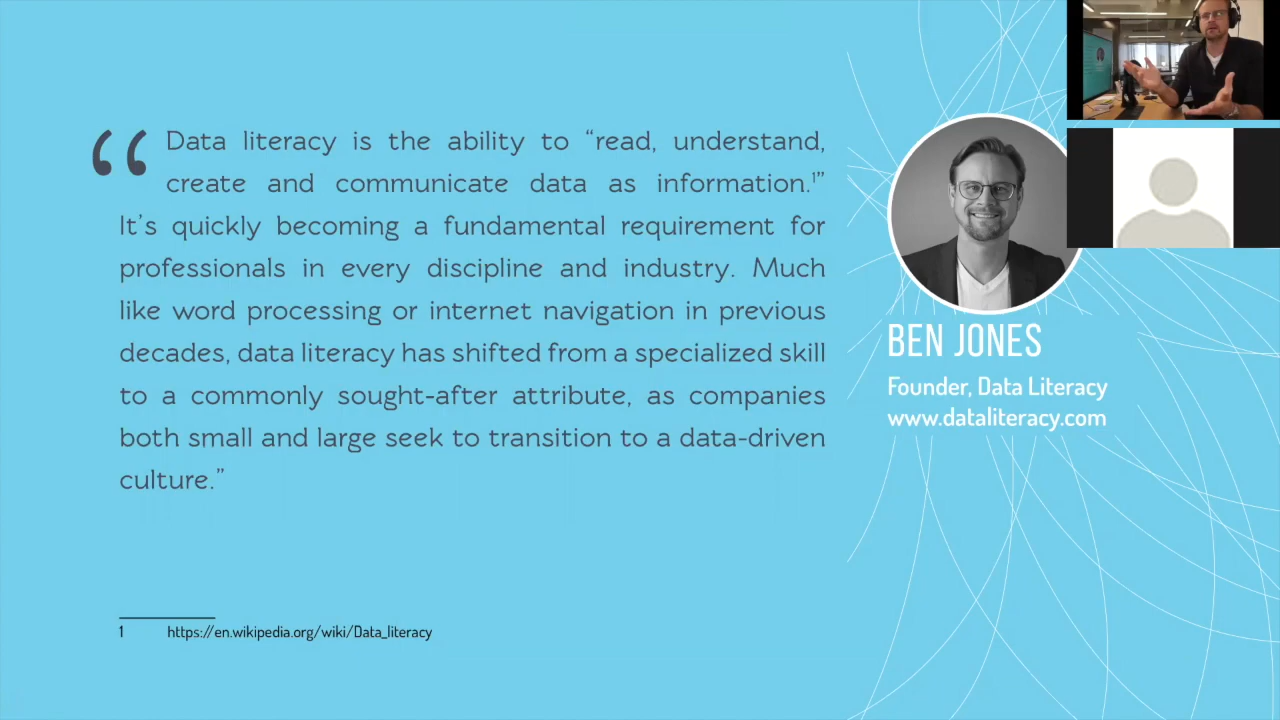 “ Data literacy is the ability to “read, understand,
create and communicate data as information.¹”
It’s quickly becoming a fundamental requirement for
professionals in every discipline and industry. Much
like word processing or internet navigation in previous
decades, data literacy has shifted from a specialized skill
to a commonly sought-after attribute, as companies
both small and large seek to transition to a data-driven
culture.”
BEN JONES
Founder, Data Literacy
www.dataliteracy.com
1 https://en.wikipedia.org/wiki/Data_literacy